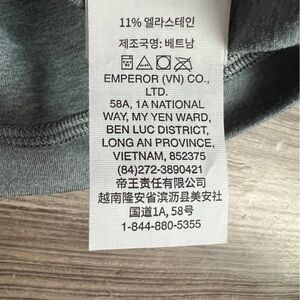 11% 엘라스테인
제조국명: 베트남
EMPEROR (VN) CO.,
LTD.
58A, 1A NATIONAL
WAY, MY YEN WARD,
BEN LUC DISTRICT,
LONG AN PROVINCE,
VIETNAM, 852375
(84)272-3890421
帝王责任有限公司
越南隆安省滨沥县美安社
国道1A, 58号
1-844-880-5355